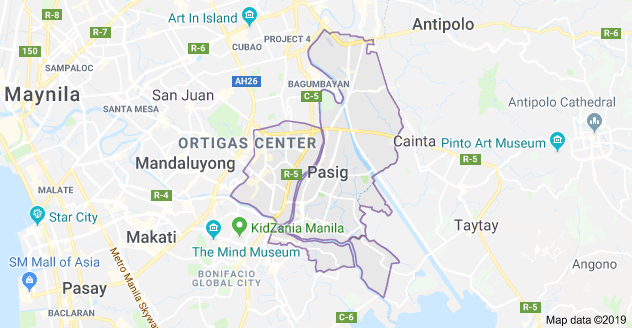 R-8
R-7
Art In Island
PROJECT 4
Antipolo
R-6
R-6
CUBAO
150
SAMPALOC
AH26
BAGUMBAYAN
C-5
Maynila
San Juan
SANTA MESA
Antipolo Cathedral
ORTIGAS CENTER
Cainta
Pinto Art Museum
Mandaluyong
R-5
R-5
Pasig
MALATE
R-4
Star City
KidZania Manila
Taytay
Makati
The Mind Museum
SM Mall of Asia
BONIFACIO
GLOBAL CITY
Angono
Metro Manila Skyway
Pasay
R-5
BACLARAN
C-6
Map data ©2019